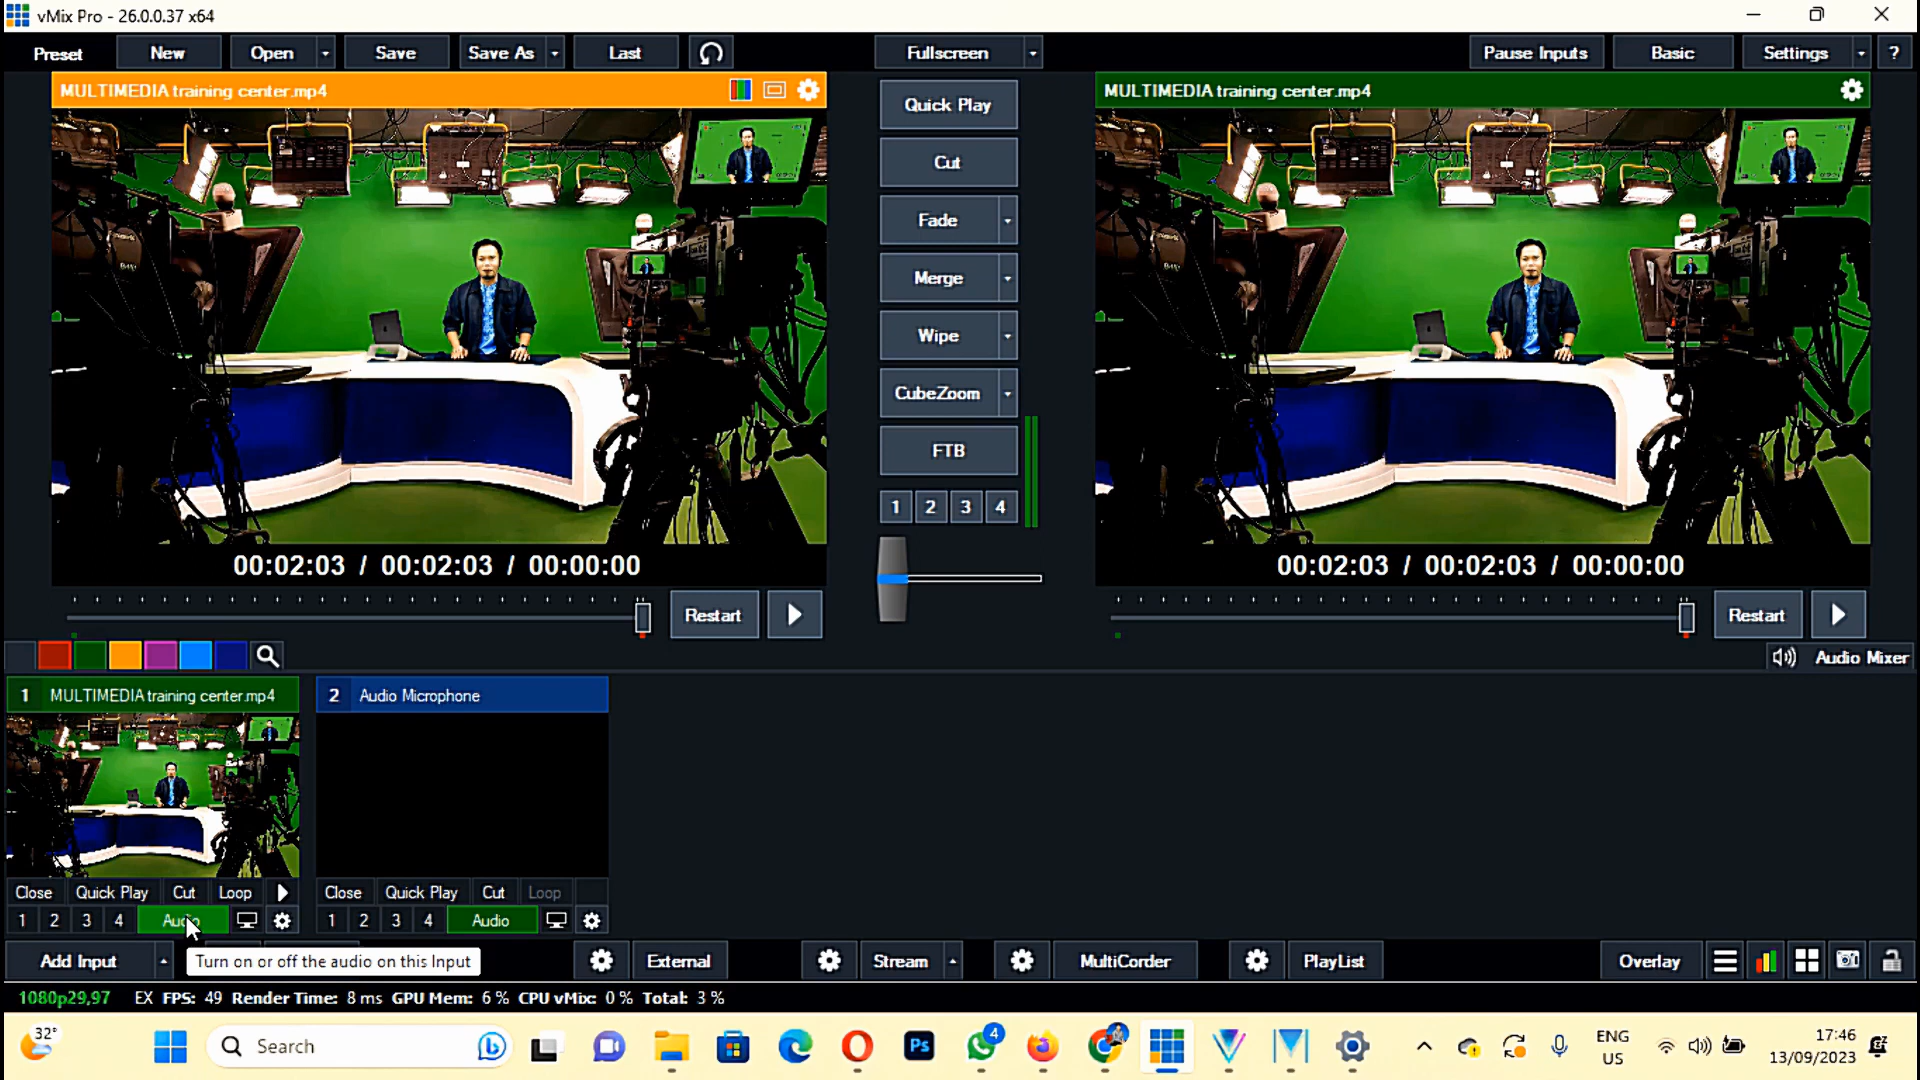 vMix Pro - 26.0.0.37 x64
Preset New Open Save Save As Last Fullscreen Pause Inputs Basic Settings ?
MULTIMEDIA training center.mp4
MULTIMEDIA training center.mp4
Quick Play
Cut
Fade
Merge
Wipe
CubeZoom
FTB
1 2 3 4
00:02:03 / 00:02:03 / 00:00:00
00:02:03 / 00:02:03 / 00:00:00
Restart
Restart
Audio Mixer
1 MULTIMEDIA training center.mp4
2 Audio Microphone
Close Quick Play Cut Loop
Close Quick Play Cut Loop
1 2 3 4 Audio
1 2 3 4 Audio
Add Input
Turn on or off the audio on this Input
External Stream MultiCorder PlayList Overlay
1080p29,97 EX FPS: 49 Render Time: 8 ms GPU Mem: 6 % CPU vMix: 0 % Total: 3 %
32°
Search
Ps
4
ENG
US
17:46
13/09/2023